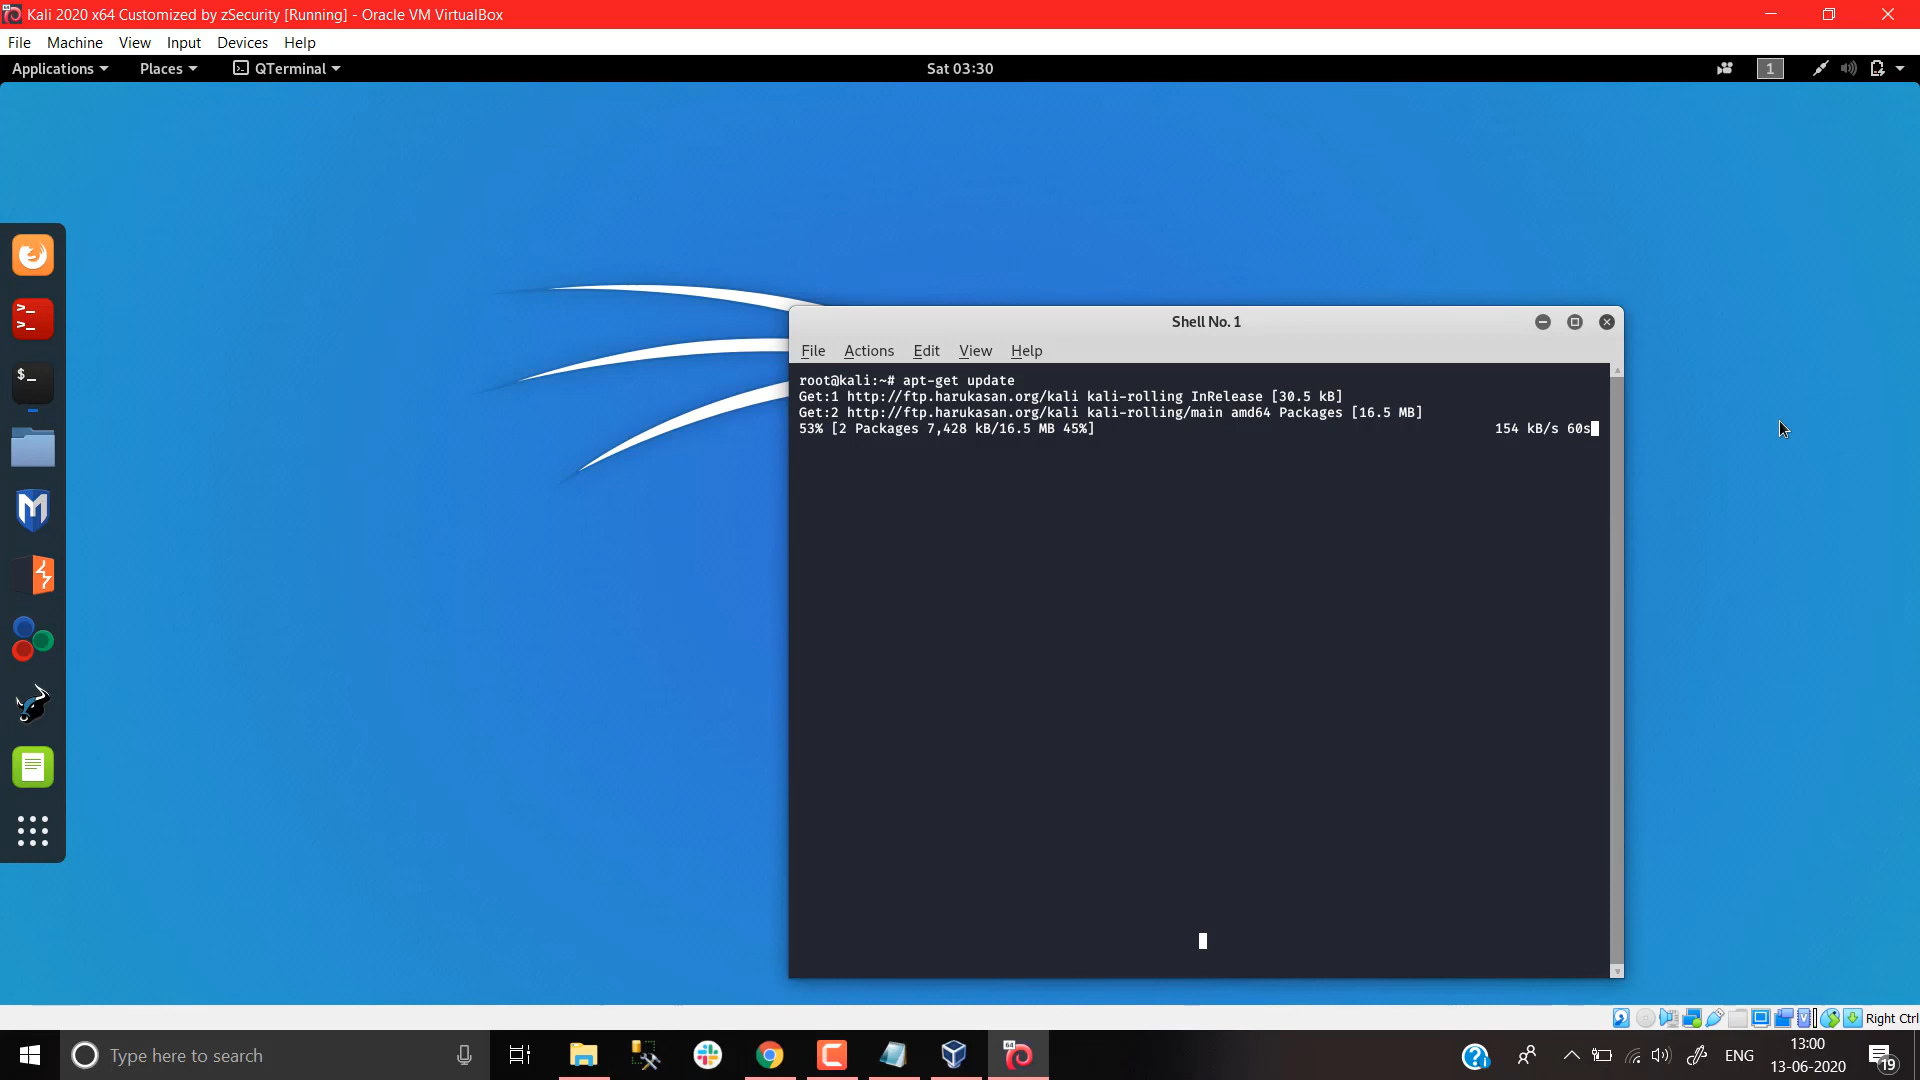 Kali 2020 x64 Customized by zSecurity [Running] - Oracle VM VirtualBox
File Machine View Input Devices Help
Applications Places QTerminal Sat 03:30 1
Shell No. 1
File Actions Edit View Help
root@kali:~# apt-get update
Get:1 http://ftp.harukasan.org/kali kali-rolling InRelease [30.5 kB]
Get:2 http://ftp.harukasan.org/kali kali-rolling/main amd64 Packages [16.5 MB]
53% [2 Packages 7,428 kB/16.5 MB 45%] 154 kB/s 60s
Right Ctrl
Type here to search
64
ENG
13:00
13-06-2020
19